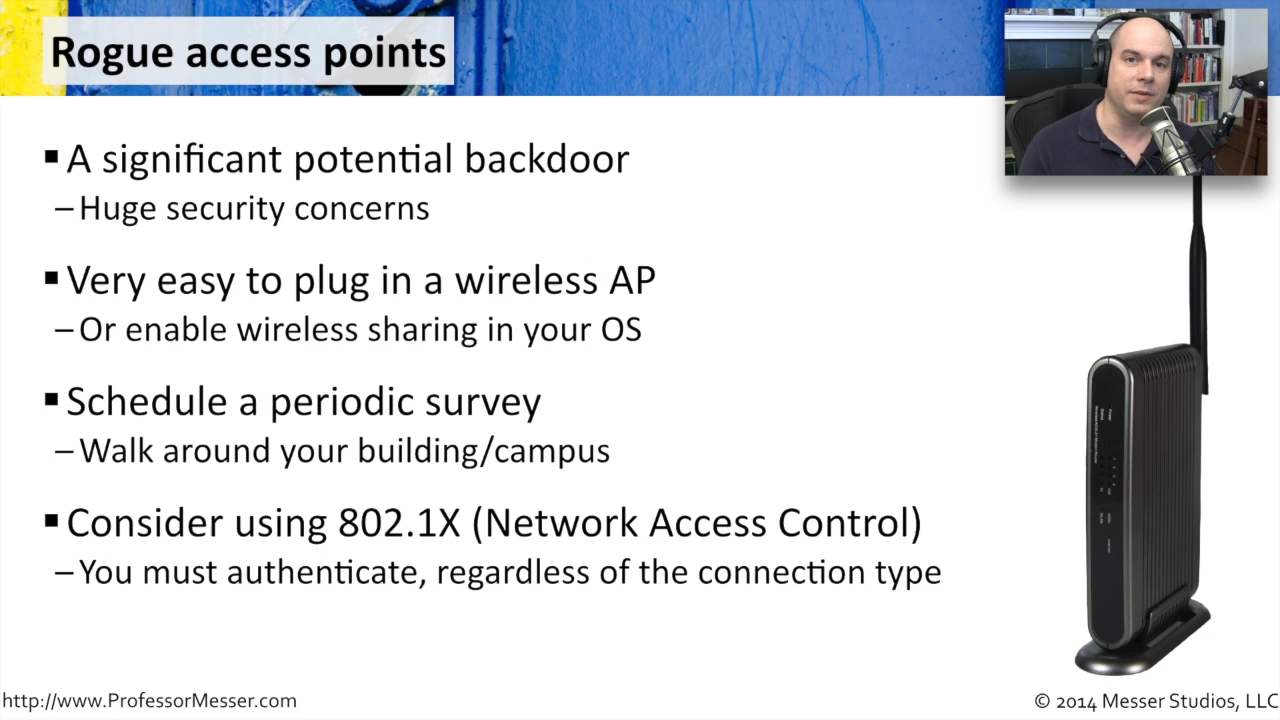 Rogue access points
▪ A significant potential backdoor
– Huge security concerns
▪ Very easy to plug in a wireless AP
– Or enable wireless sharing in your OS
▪ Schedule a periodic survey
– Walk around your building/campus
▪ Consider using 802.1X (Network Access Control)
– You must authenticate, regardless of the connection type
http://www.ProfessorMesser.com
© 2014 Messer Studios, LLC